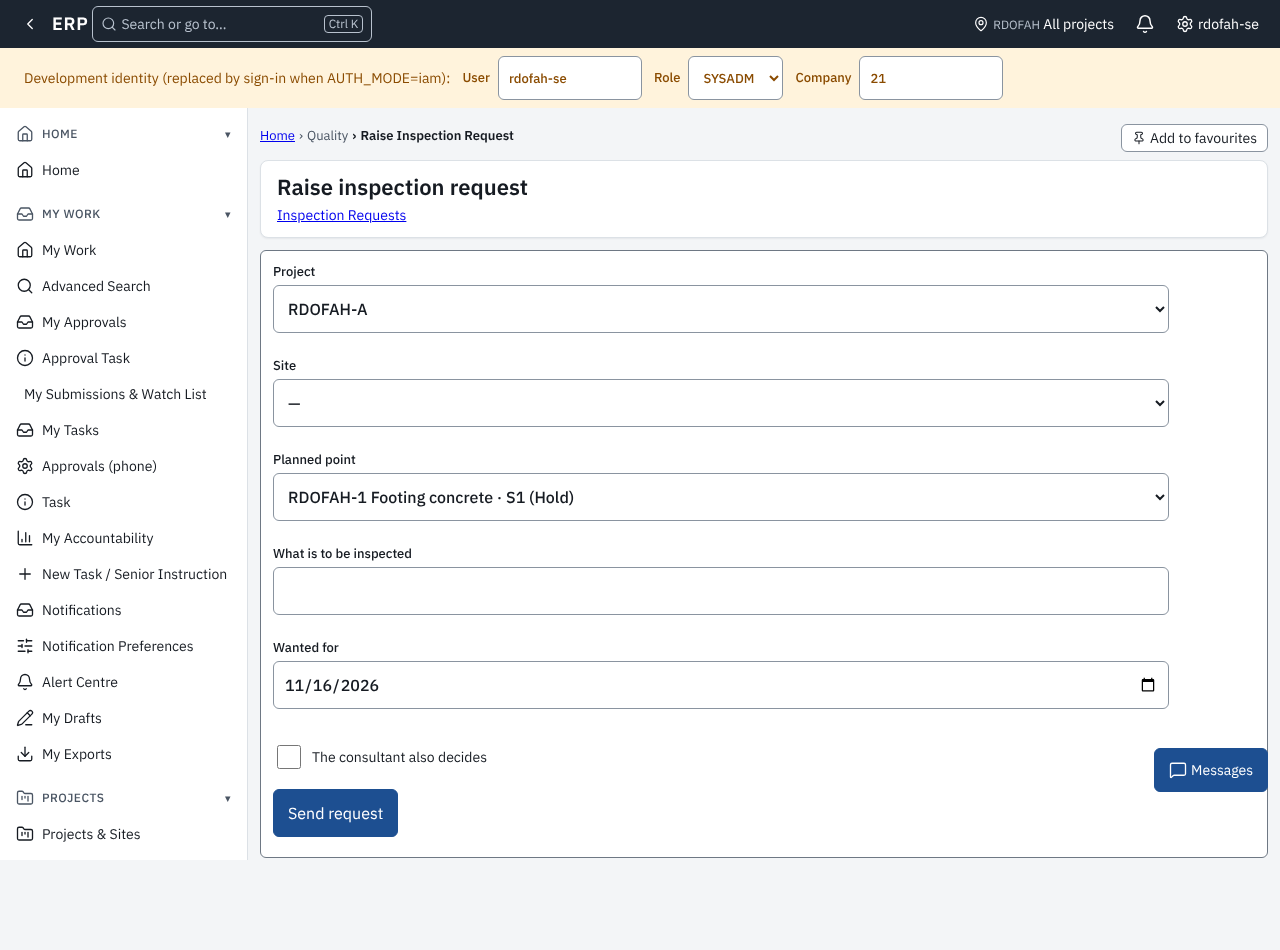 ERP
Search or go to...
Ctrl K
RDOFAH All projects
rdofah-se
Development identity (replaced by sign-in when AUTH_MODE=iam):
User
rdofah-se
Role
SYSADM
Company
21
HOME
Home
MY WORK
My Work
Advanced Search
My Approvals
Approval Task
My Submissions & Watch List
My Tasks
Approvals (phone)
Task
My Accountability
New Task / Senior Instruction
Notifications
Notification Preferences
Alert Centre
My Drafts
My Exports
PROJECTS
Projects & Sites
Home › Quality › Raise Inspection Request
Add to favourites
Raise inspection request
Inspection Requests
Project
RDOFAH-A
Site
—
Planned point
RDOFAH-1 Footing concrete · S1 (Hold)
What is to be inspected
Wanted for
11/16/2026
The consultant also decides
Messages
Send request